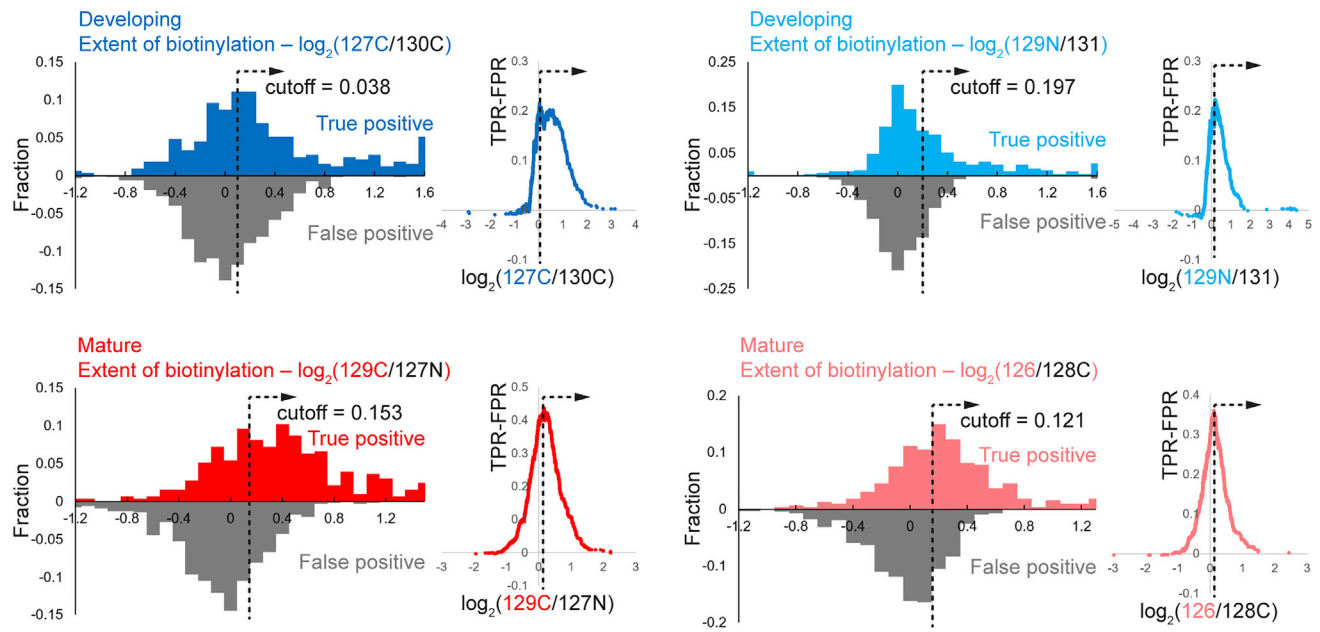 Developing
Extent of biotinylation – log₂(127C/130C)
0.15
0.1
0.05
0
-0.05
-0.1
-0.15
Fraction
-1.2 -0.8 -0.4 0 0.4 0.8 1.2 1.6
cutoff = 0.038
True positive
False positive
TPR-FPR
0.3
0.2
0.1
0
-0.1
-4 -3 -2 -1 0 1 2 3 4
log₂(127C/130C)
Developing
Extent of biotinylation – log₂(129N/131)
0.25
0.15
0.05
-0.05
-0.15
-0.25
Fraction
-1.2 -0.8 -0.4 0 0.4 0.8 1.2 1.6
cutoff = 0.197
True positive
False positive
TPR-FPR
0.3
0.2
0.1
0
-0.1
-5 -4 -3 -2 -1 0 1 2 3 4 5
log₂(129N/131)
Mature
Extent of biotinylation – log₂(129C/127N)
0.15
0.1
0.05
0
-0.05
-0.1
-0.15
Fraction
-1.2 -0.8 -0.4 0 0.4 0.8 1.2
cutoff = 0.153
True positive
False positive
TPR-FPR
0.5
0.4
0.3
0.2
0.1
0
-0.1
-3 -2 -1 0 1 2 3
log₂(129C/127N)
Mature
Extent of biotinylation – log₂(126/128C)
0.2
0.1
0
-0.1
-0.2
Fraction
-1.2 -0.8 -0.4 0 0.4 0.8 1.2
cutoff = 0.121
True positive
False positive
TPR-FPR
0.4
0.3
0.2
0.1
0
-0.1
-3 -2 -1 0 1 2 3
log₂(126/128C)